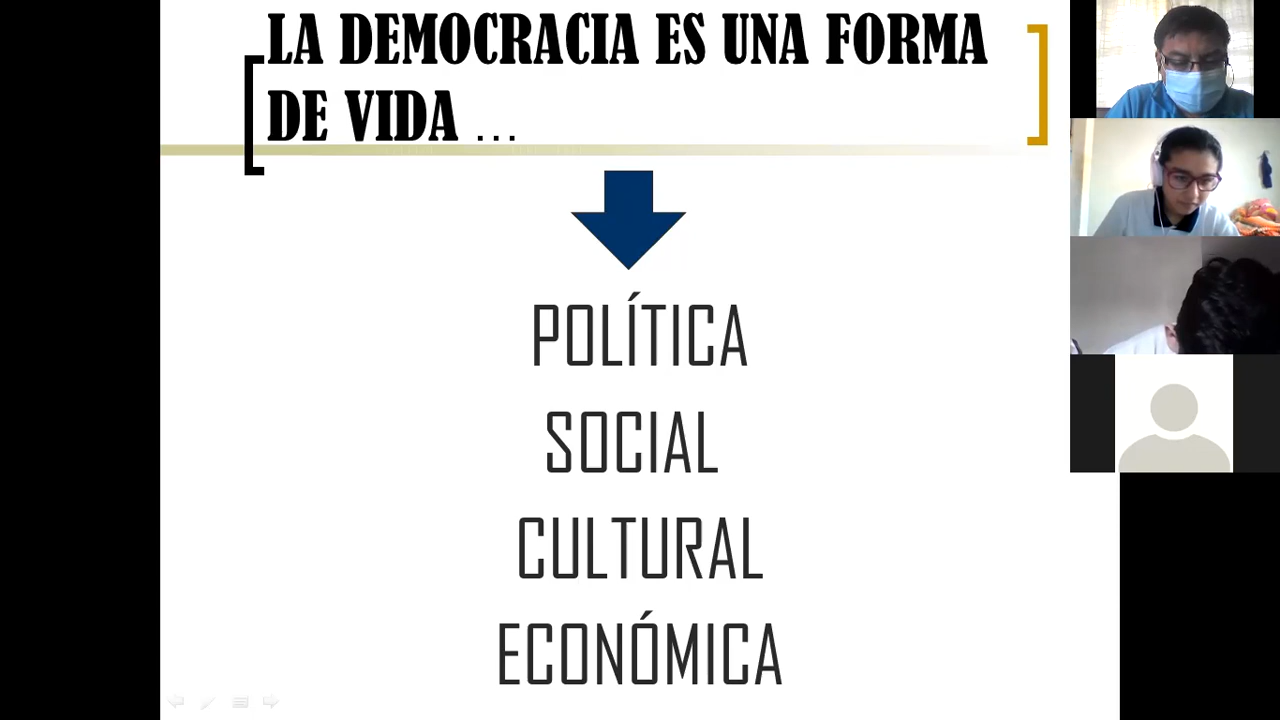 LA DEMOCRACIA ES UNA FORMA
DE VIDA ...
POLÍTICA
SOCIAL
CULTURAL
ECONÓMICA